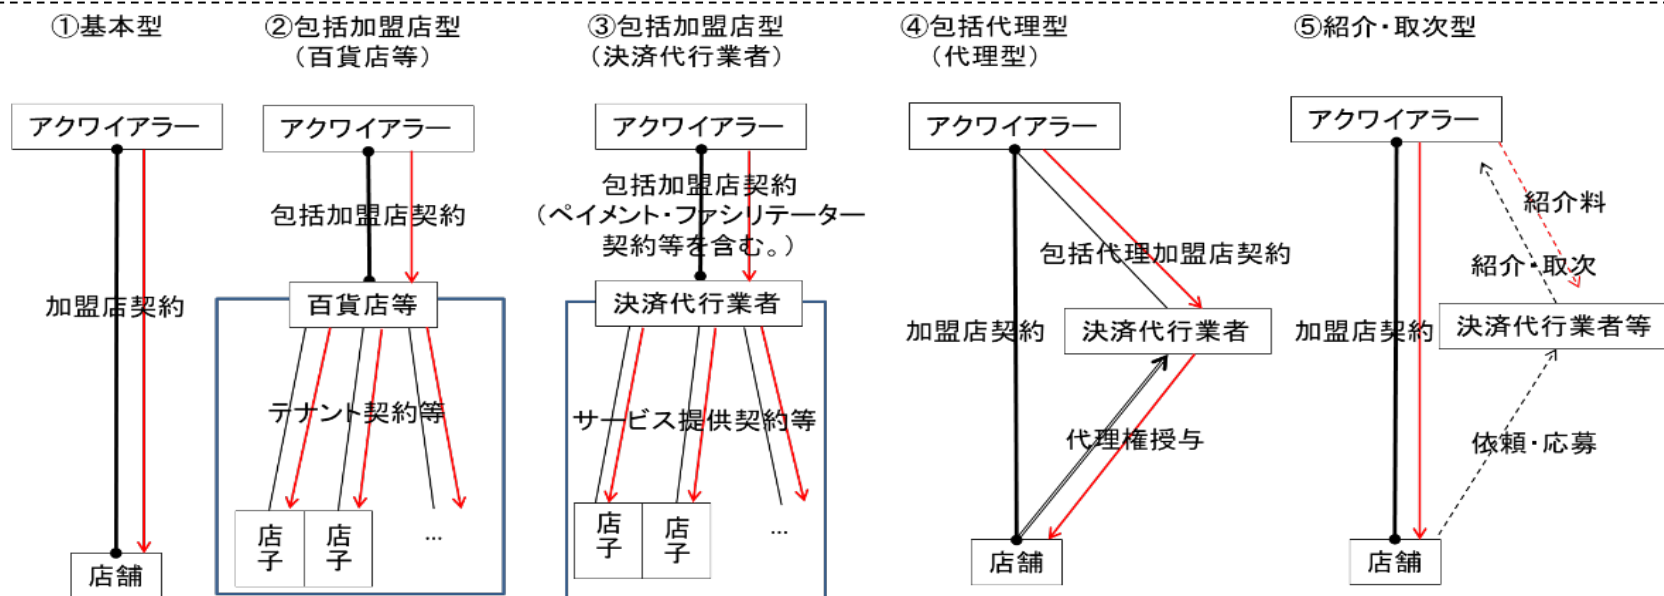 ①基本型
②包括加盟店型
（百貨店等）
③包括加盟店型
（決済代行業者）
④包括代理型
（代理型）
⑤紹介・取次型
アクワイアラー
加盟店契約
店舗
アクワイアラー
包括加盟店契約
百貨店等
テナント契約等
店子
店子
…
アクワイアラー
包括加盟店契約
（ペイメント・ファシリテーター
契約等を含む。）
決済代行業者
サービス提供契約等
店子
店子
…
アクワイアラー
包括代理加盟店契約
加盟店契約
決済代行業者
代理権授与
店舗
アクワイアラー
紹介料
紹介・取次
加盟店契約
決済代行業者等
依頼・応募
店舗